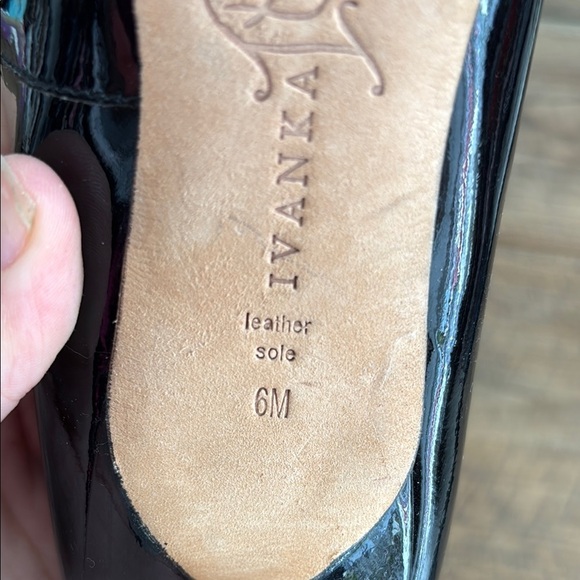 IVANKA
leather
sole
6M